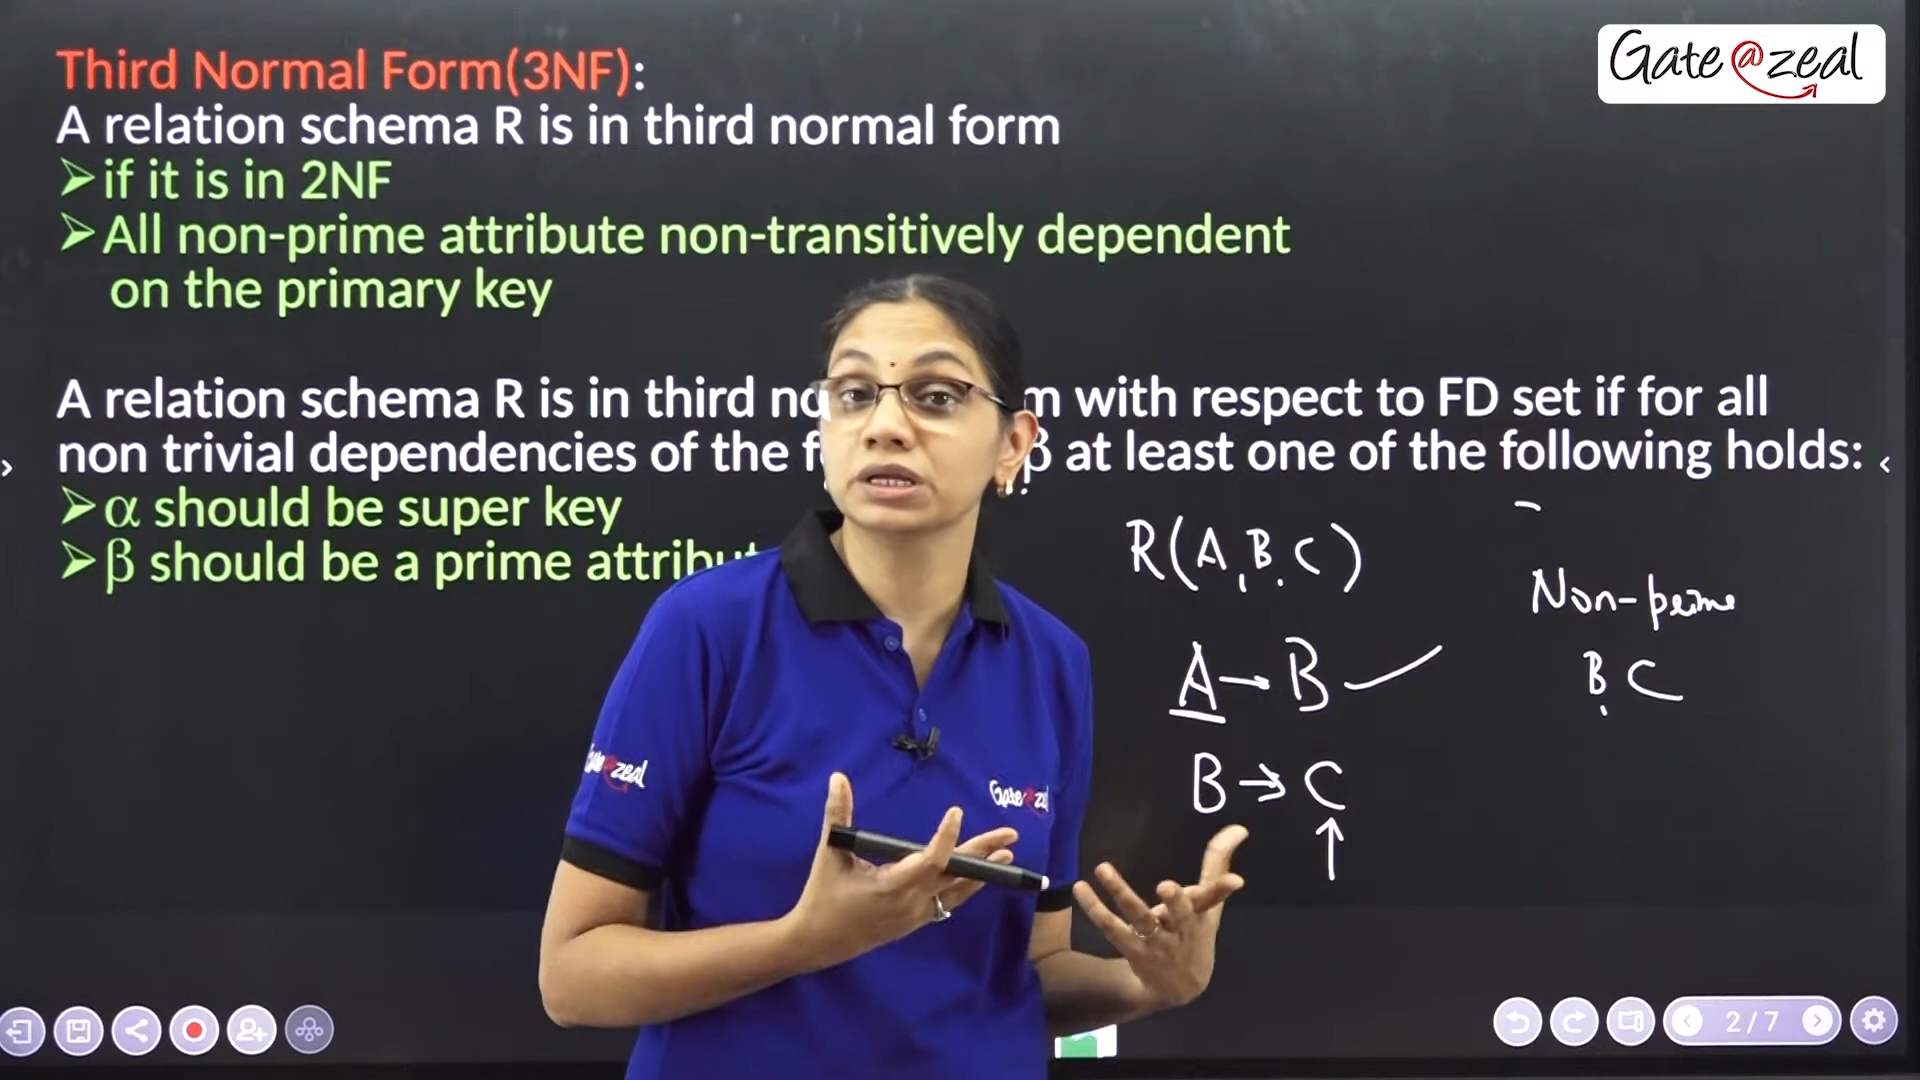 Gate@zeal
Third Normal Form(3NF):
A relation schema R is in third normal form
➢if it is in 2NF
➢All non-prime attribute non-transitively dependent
on the primary key
A relation schema R is in third m with respect to FD set if for all
non trivial dependencies of the β at least one of the following holds:
➢α should be super key
➢β should be a prime
R(A,B,C)
A→B
B→C
Non-prime
B,C
Gate@zeal
2/7